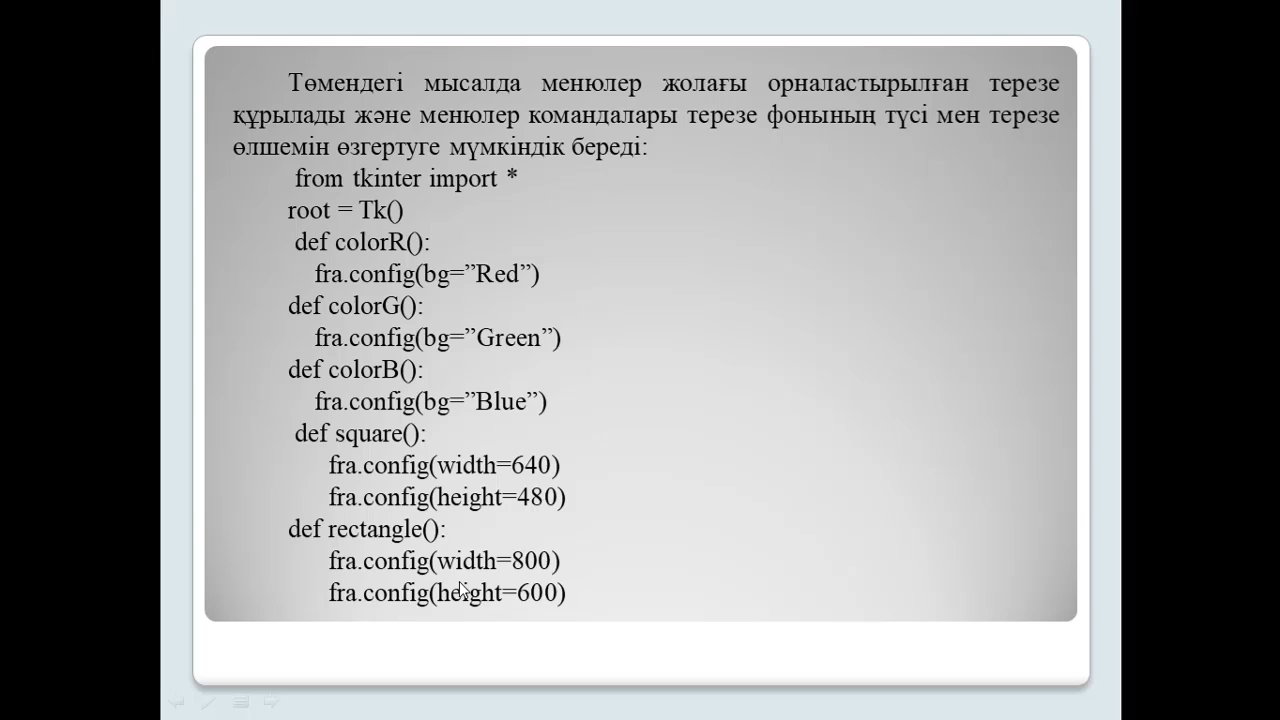 Төмендегі мысалда менюлер жолағы орналастырылған терезе
құрылады және менюлер командалары терезе фонының түсі мен терезе
өлшемін өзгертуге мүмкіндік береді:
from tkinter import *
root = Tk()
def colorR():
fra.config(bg=”Red”)
def colorG():
fra.config(bg=”Green”)
def colorB():
fra.config(bg=”Blue”)
def square():
fra.config(width=640)
fra.config(height=480)
def rectangle():
fra.config(width=800)
fra.config(height=600)